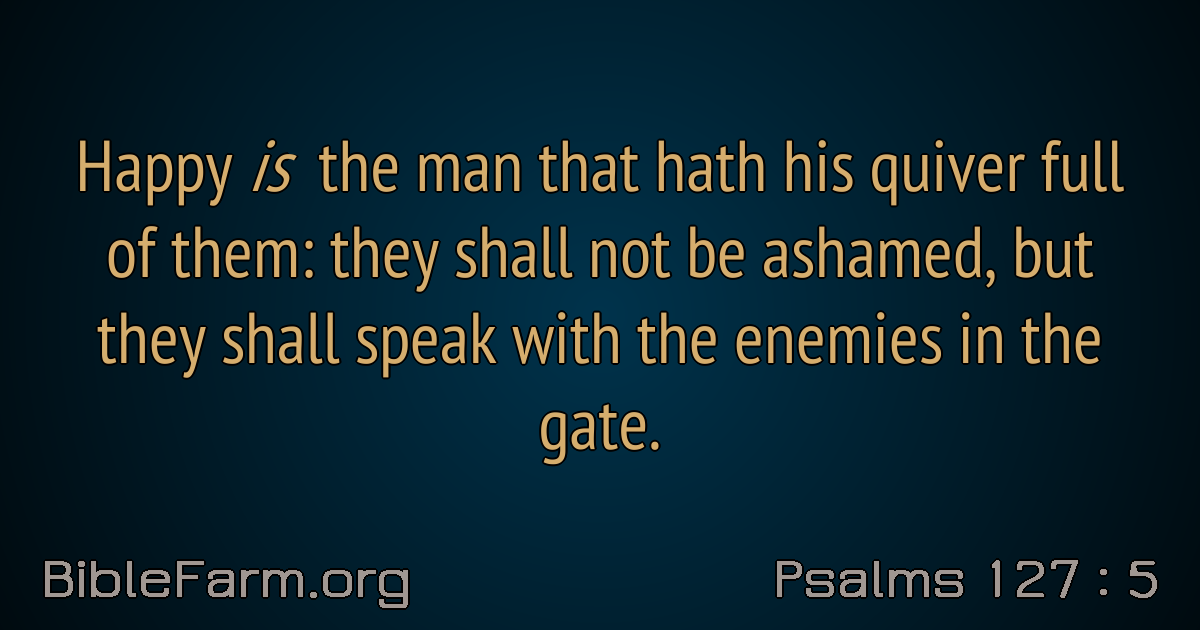 Happy is the man that hath his quiver full
of them: they shall not be ashamed, but
they shall speak with the enemies in the
gate.
BibleFarm.org
Psalms 127 : 5